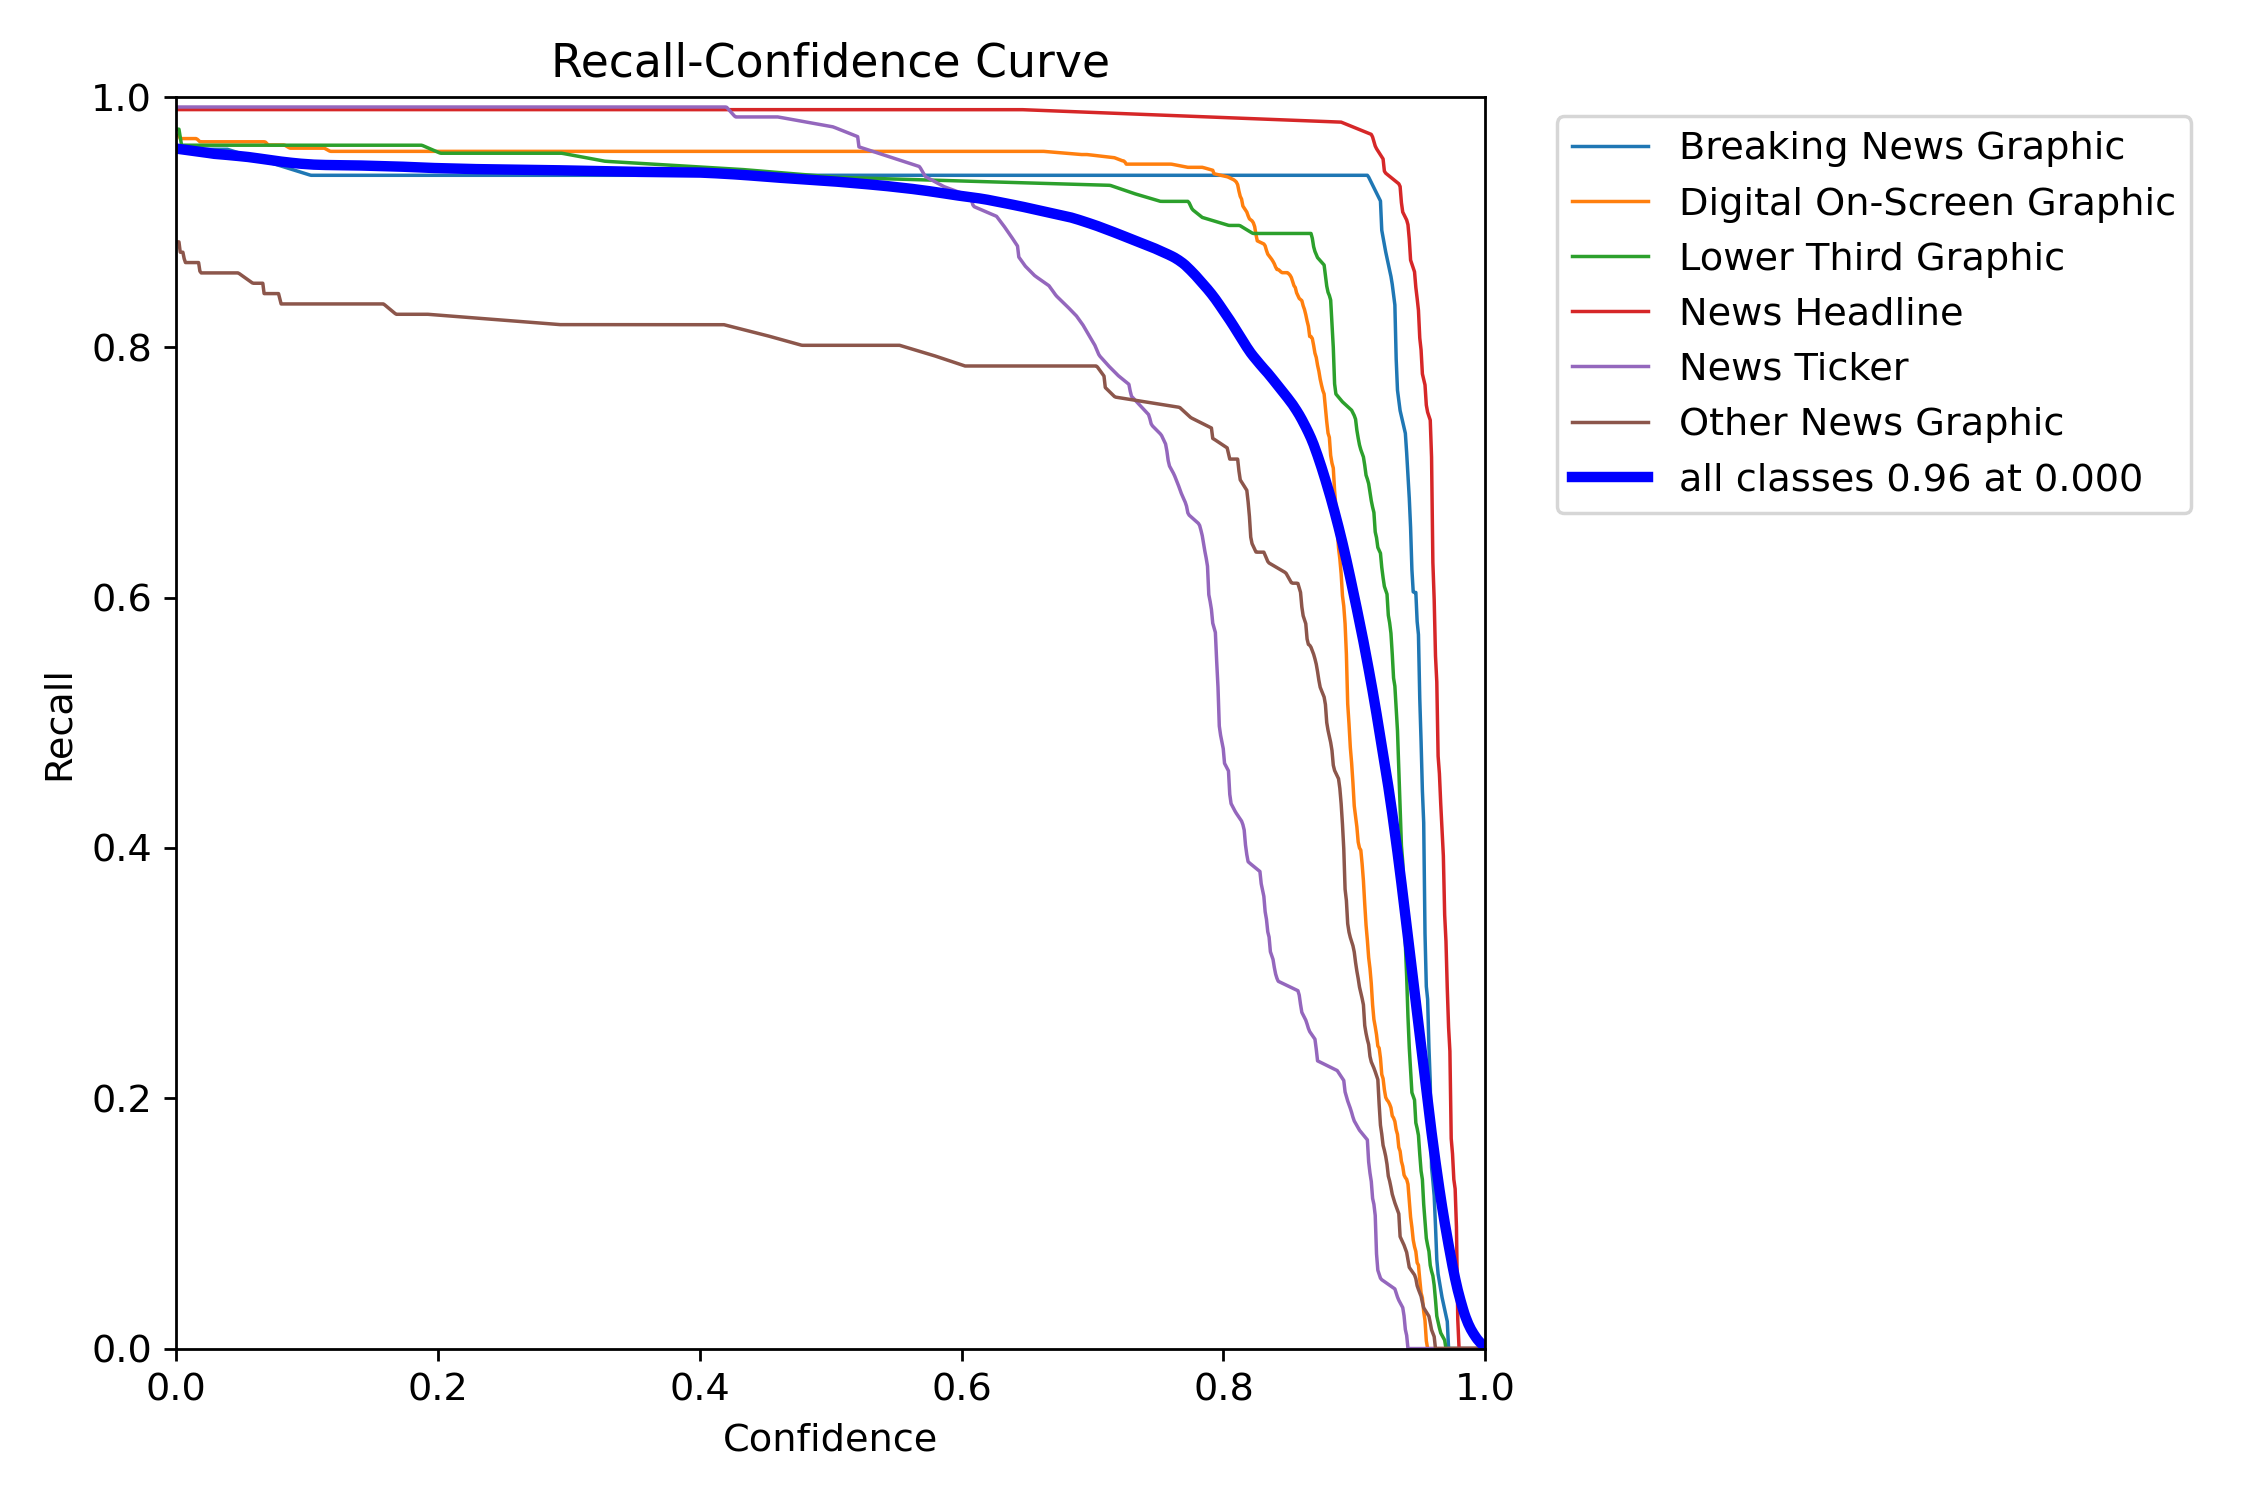 Recall-Confidence Curve
1.0
0.8
0.6
0.4
0.2
0.0
Recall
0.0 0.2 0.4 0.6 0.8 1.0
Confidence
Breaking News Graphic
Digital On-Screen Graphic
Lower Third Graphic
News Headline
News Ticker
Other News Graphic
all classes 0.96 at 0.000